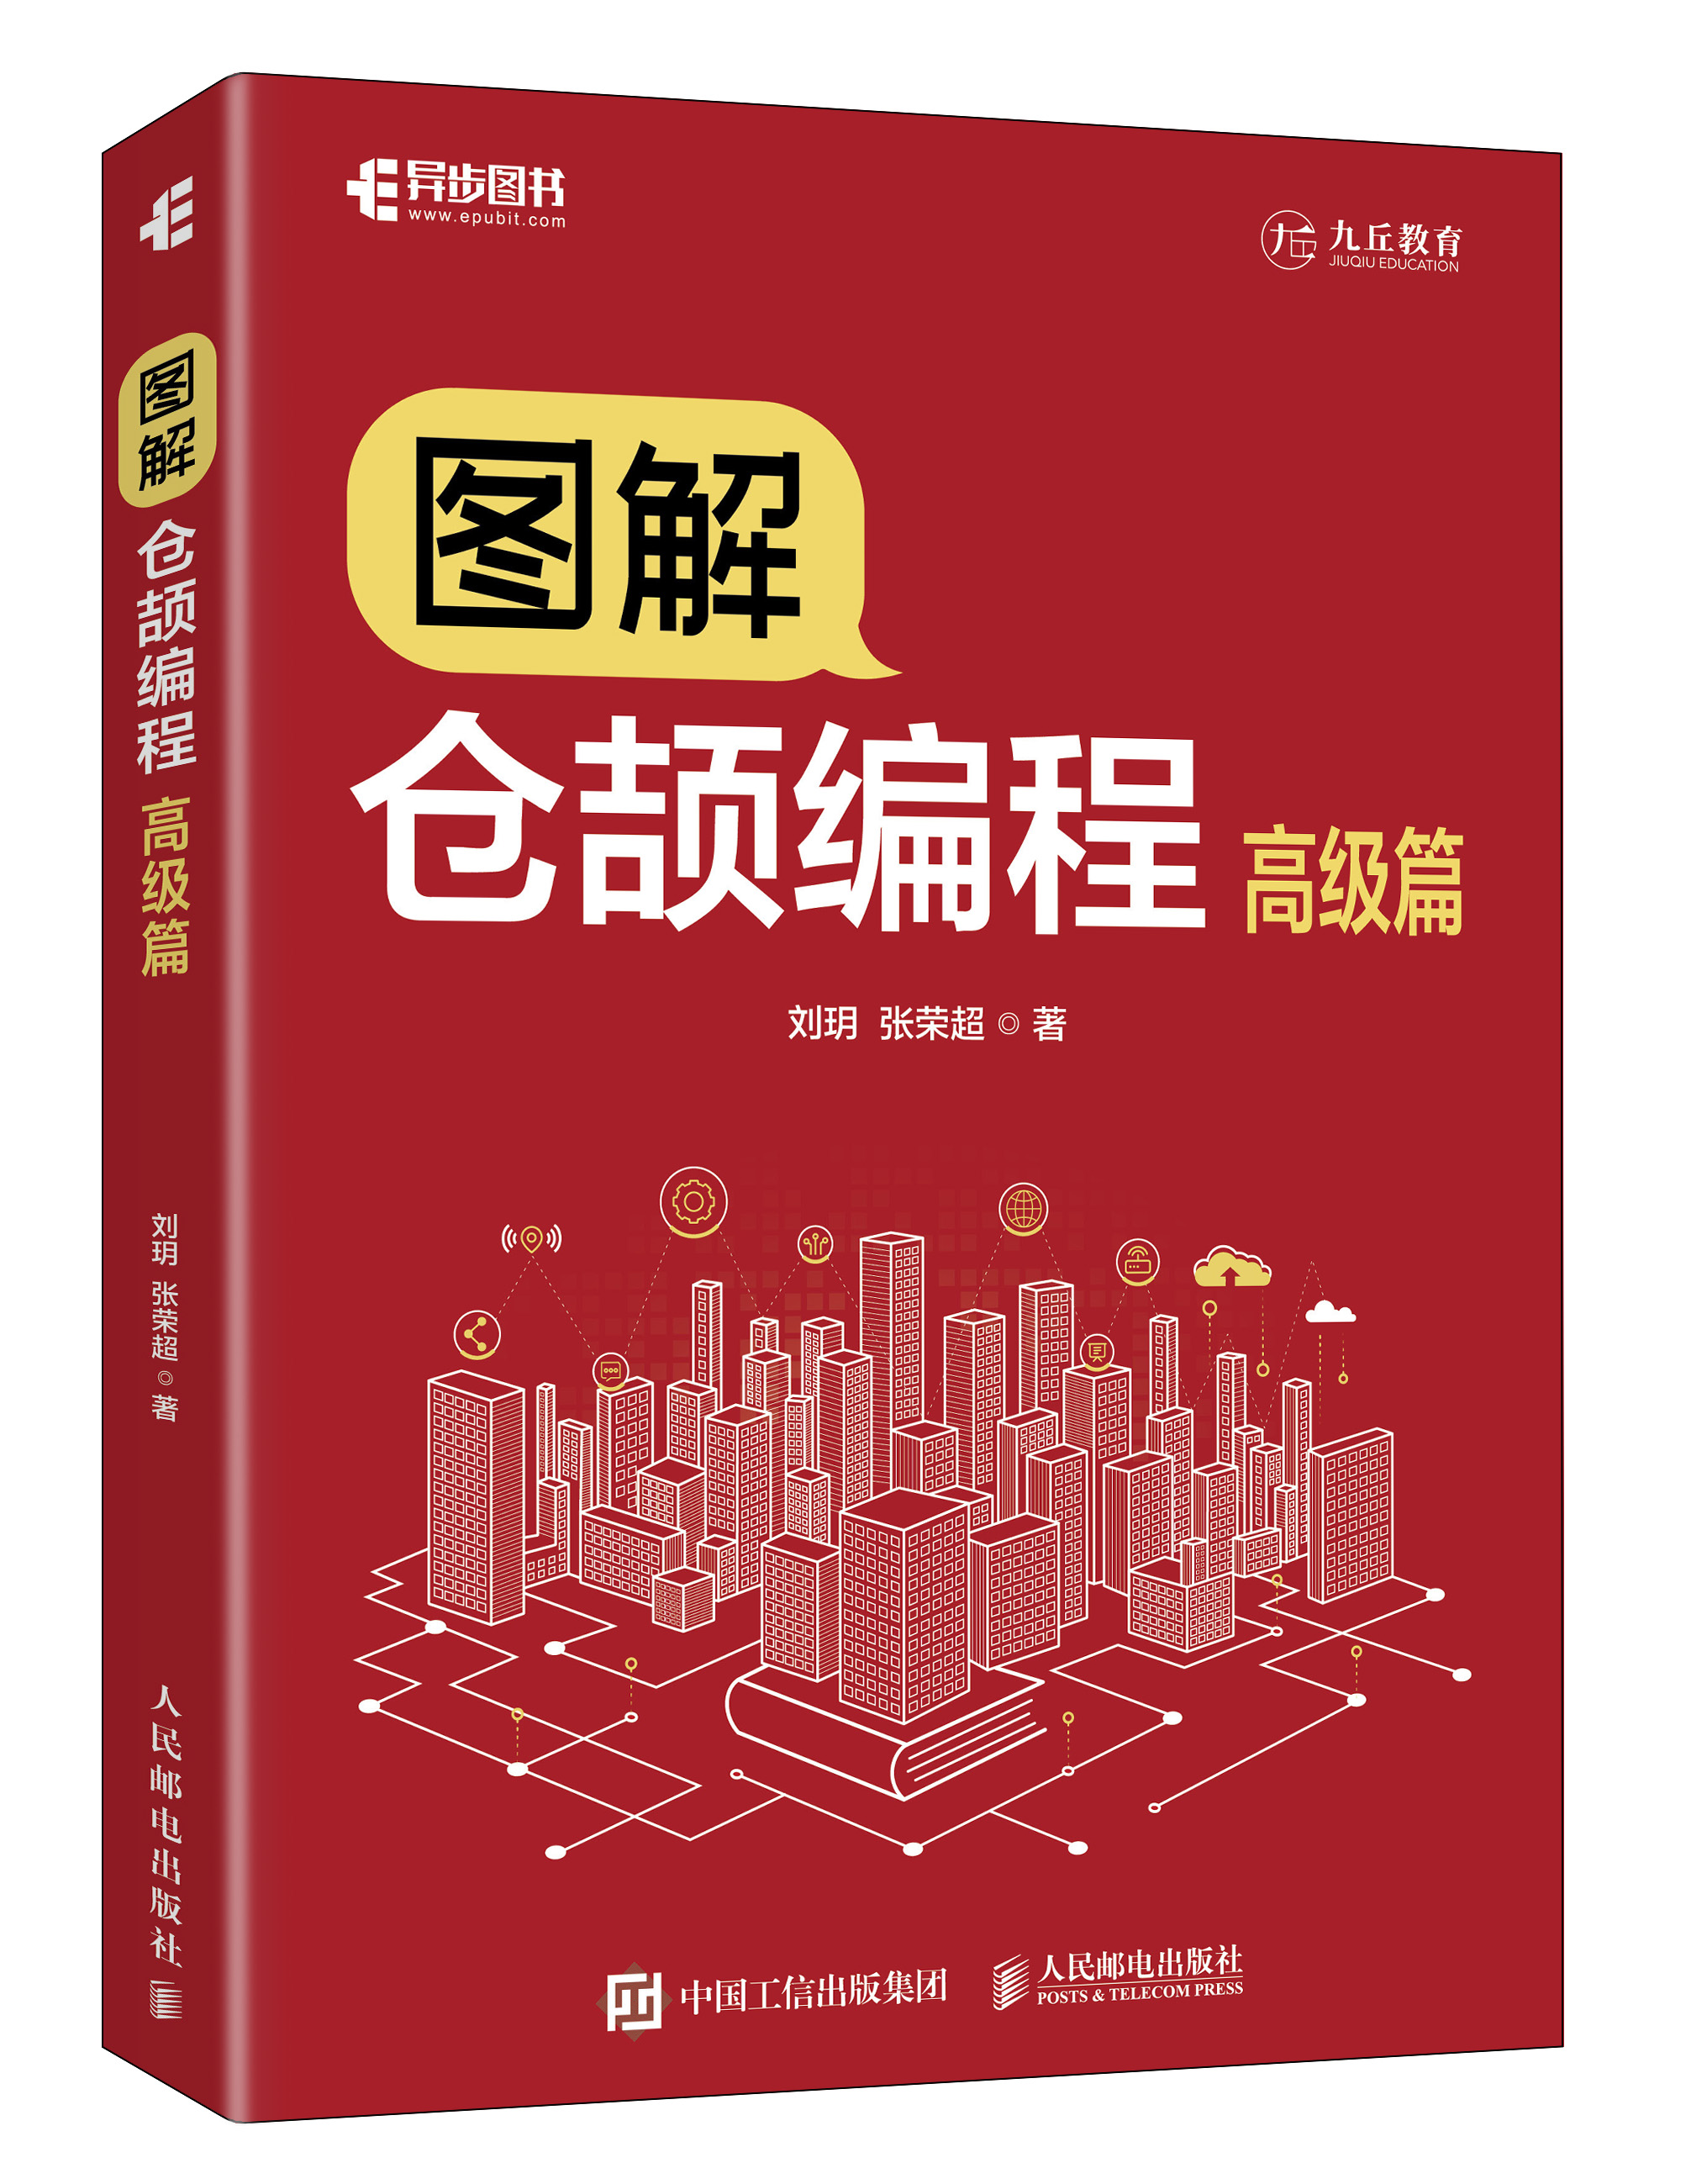 异步图书
www.epubit.com
九丘教育
JIUQIU EDUCATION
图解
仓颉编程 高级篇
刘玥 张荣超 ◎ 著
中国工信出版集团
人民邮电出版社
POSTS & TELECOM PRESS
图解
仓颉编程 高级篇
刘玥 张荣超 ◎ 著
人民邮电出版社